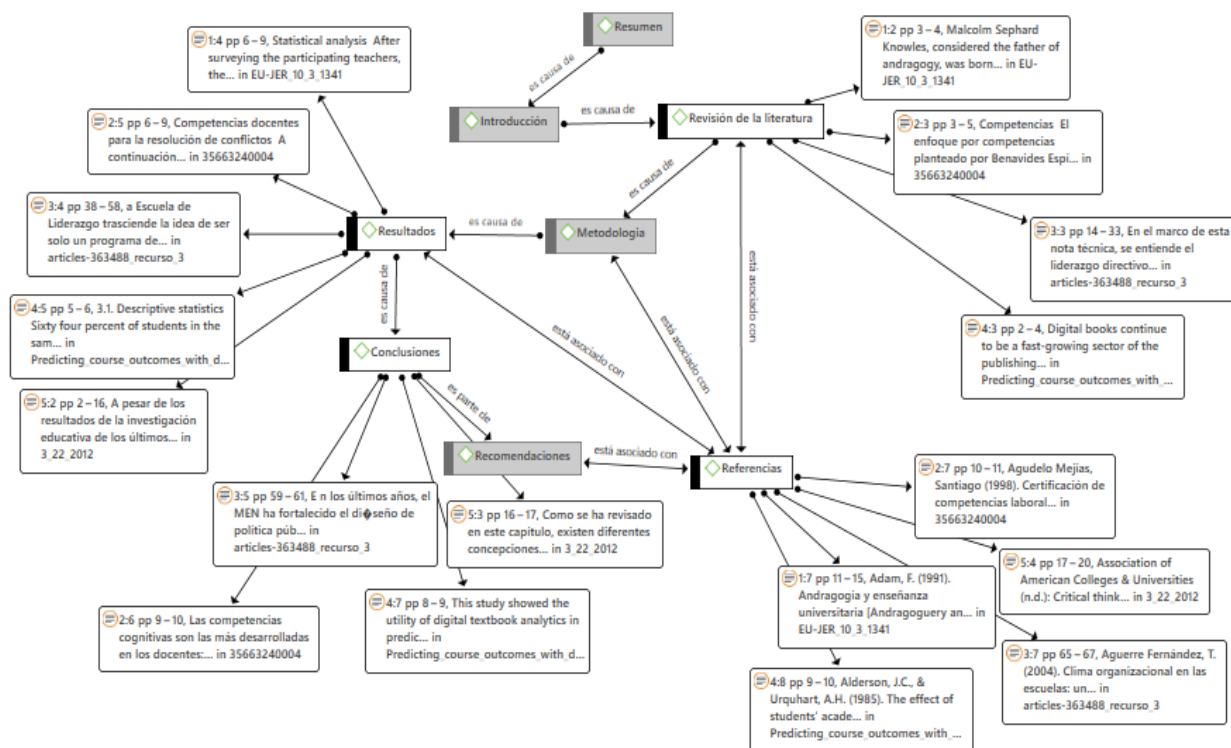 Resumen
es causa de
Introducción
es causa de
Revisión de la literatura
1:2 pp 3 – 4, Malcolm Sephard
Knowles, considered the father of
andragogy, was born... in EU-
JER_10_3_1341
2:3 pp 3 – 5, Competencias El
enfoque por competencias
planteado por Benavides Espi... in
35663240004
3:3 pp 14 – 33, En el marco de esta
nota técnica, se entiende el
liderazgo directivo... in
articles-363488_recurso_3
4:3 pp 2 – 4, Digital books continue
to be a fast-growing sector of the
publishing... in
Predicting_course_outcomes_with_...
es causa de
está asociado con
Metodología
es causa de
está asociado con
Resultados
1:4 pp 6 – 9, Statistical analysis After
surveying the participating teachers,
the... in EU-JER_10_3_1341
2:5 pp 6 – 9, Competencias docentes
para la resolución de conflictos A
continuación... in 35663240004
3:4 pp 38 – 58, a Escuela de
Liderazgo trasciende la idea de ser
solo un programa de... in
articles-363488_recurso_3
4:5 pp 5 – 6, 3.1. Descriptive statistics
Sixty four percent of students in the
sam... in
Predicting_course_outcomes_with_d...
5:2 pp 2 – 16, A pesar de los
resultados de la investigación
educativa de los últimos... in
3_22_2012
es causa de
está asociado con
Conclusiones
es parte de
Recomendaciones
está asociado con
Referencias
3:5 pp 59 – 61, E n los últimos años, el
MEN ha fortalecido el di�seño de
política púb... in
articles-363488_recurso_3
5:3 pp 16 – 17, Como se ha revisado
en este capitulo, existen diferentes
concepciones... in 3_22_2012
2:6 pp 9 – 10, Las competencias
cognitivas son las más desarrolladas
en los docentes:... in 35663240004
4:7 pp 8 – 9, This study showed the
utility of digital textbook analytics in
predic... in
Predicting_course_outcomes_with_d...
2:7 pp 10 – 11, Agudelo Mejías,
Santiago (1998). Certificación de
competencias laboral... in
35663240004
5:4 pp 17 – 20, Association of
American Colleges & Universities
(n.d.): Critical think... in 3_22_2012
1:7 pp 11 – 15, Adam, F. (1991).
Andragogía y enseñanza
universitaria [Andragoguery an... in
EU-JER_10_3_1341
3:7 pp 65 – 67, Aguerre Fernández, T.
(2004). Clima organizacional en las
escuelas: un... in
articles-363488_recurso_3
4:8 pp 9 – 10, Alderson, J.C., &
Urquhart, A.H. (1985). The effect of
students' acade... in
Predicting_course_outcomes_with_...